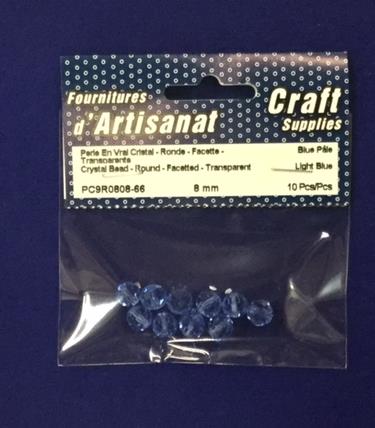 Fournitures
d'Artisanat
Craft
Supplies
Perle En Vrai Cristal - Ronde - Facette -
Transparente
Blue Pâle
Crystal Bead - Round - Facetted - Transparent
Light Blue
PC9R0808-66 8 mm 10 Pcs/Pcs